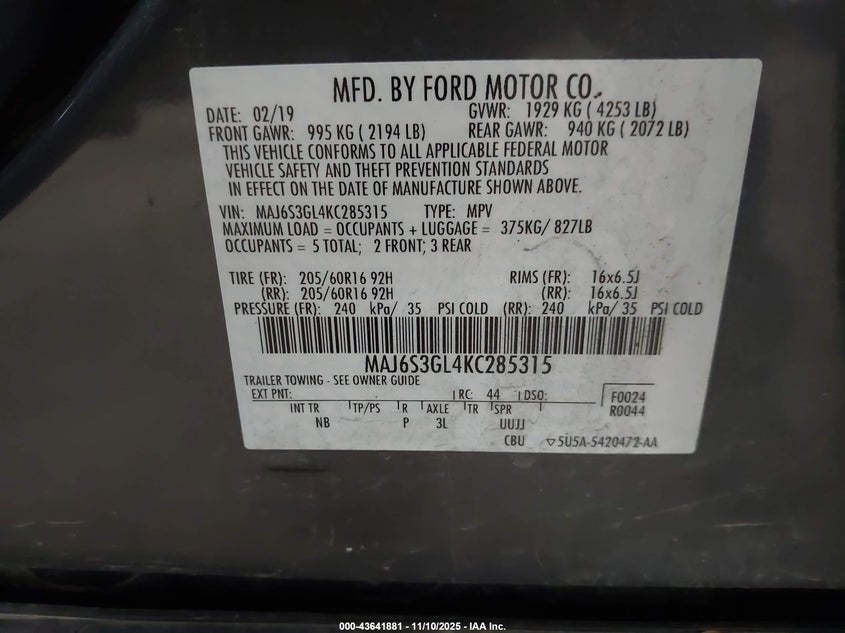 MFD. BY FORD MOTOR CO.
DATE: 02/19 GVWR: 1929 KG ( 4253 LB)
FRONT GAWR: 995 KG ( 2194 LB) REAR GAWR: 940 KG ( 2072 LB)
THIS VEHICLE CONFORMS TO ALL APPLICABLE FEDERAL MOTOR
VEHICLE SAFETY AND THEFT PREVENTION STANDARDS
IN EFFECT ON THE DATE OF MANUFACTURE SHOWN ABOVE.
VIN: MAJ6S3GL4KC285315 TYPE: MPV
MAXIMUM LOAD = OCCUPANTS + LUGGAGE = 375KG/ 827LB
OCCUPANTS = 5 TOTAL; 2 FRONT; 3 REAR
TIRE (FR): 205/60R16 92H RIMS (FR): 16x6.5J
(RR): 205/60R16 92H (RR): 16x6.5J
PRESSURE (FR): 240 kPa/ 35 PSI COLD (RR): 240 kPa/ 35 PSI COLD
MAJ6S3GL4KC285315
TRAILER TOWING - SEE OWNER GUIDE
EXT PNT: RC: 44 DSO: F0024
INT TR TP/PS R AXLE TR SPR R0044
NB P 3L UUJJ
CBU 5U5A-5420472-AA
000-43641881 - 11/10/2025 - IAA Inc.